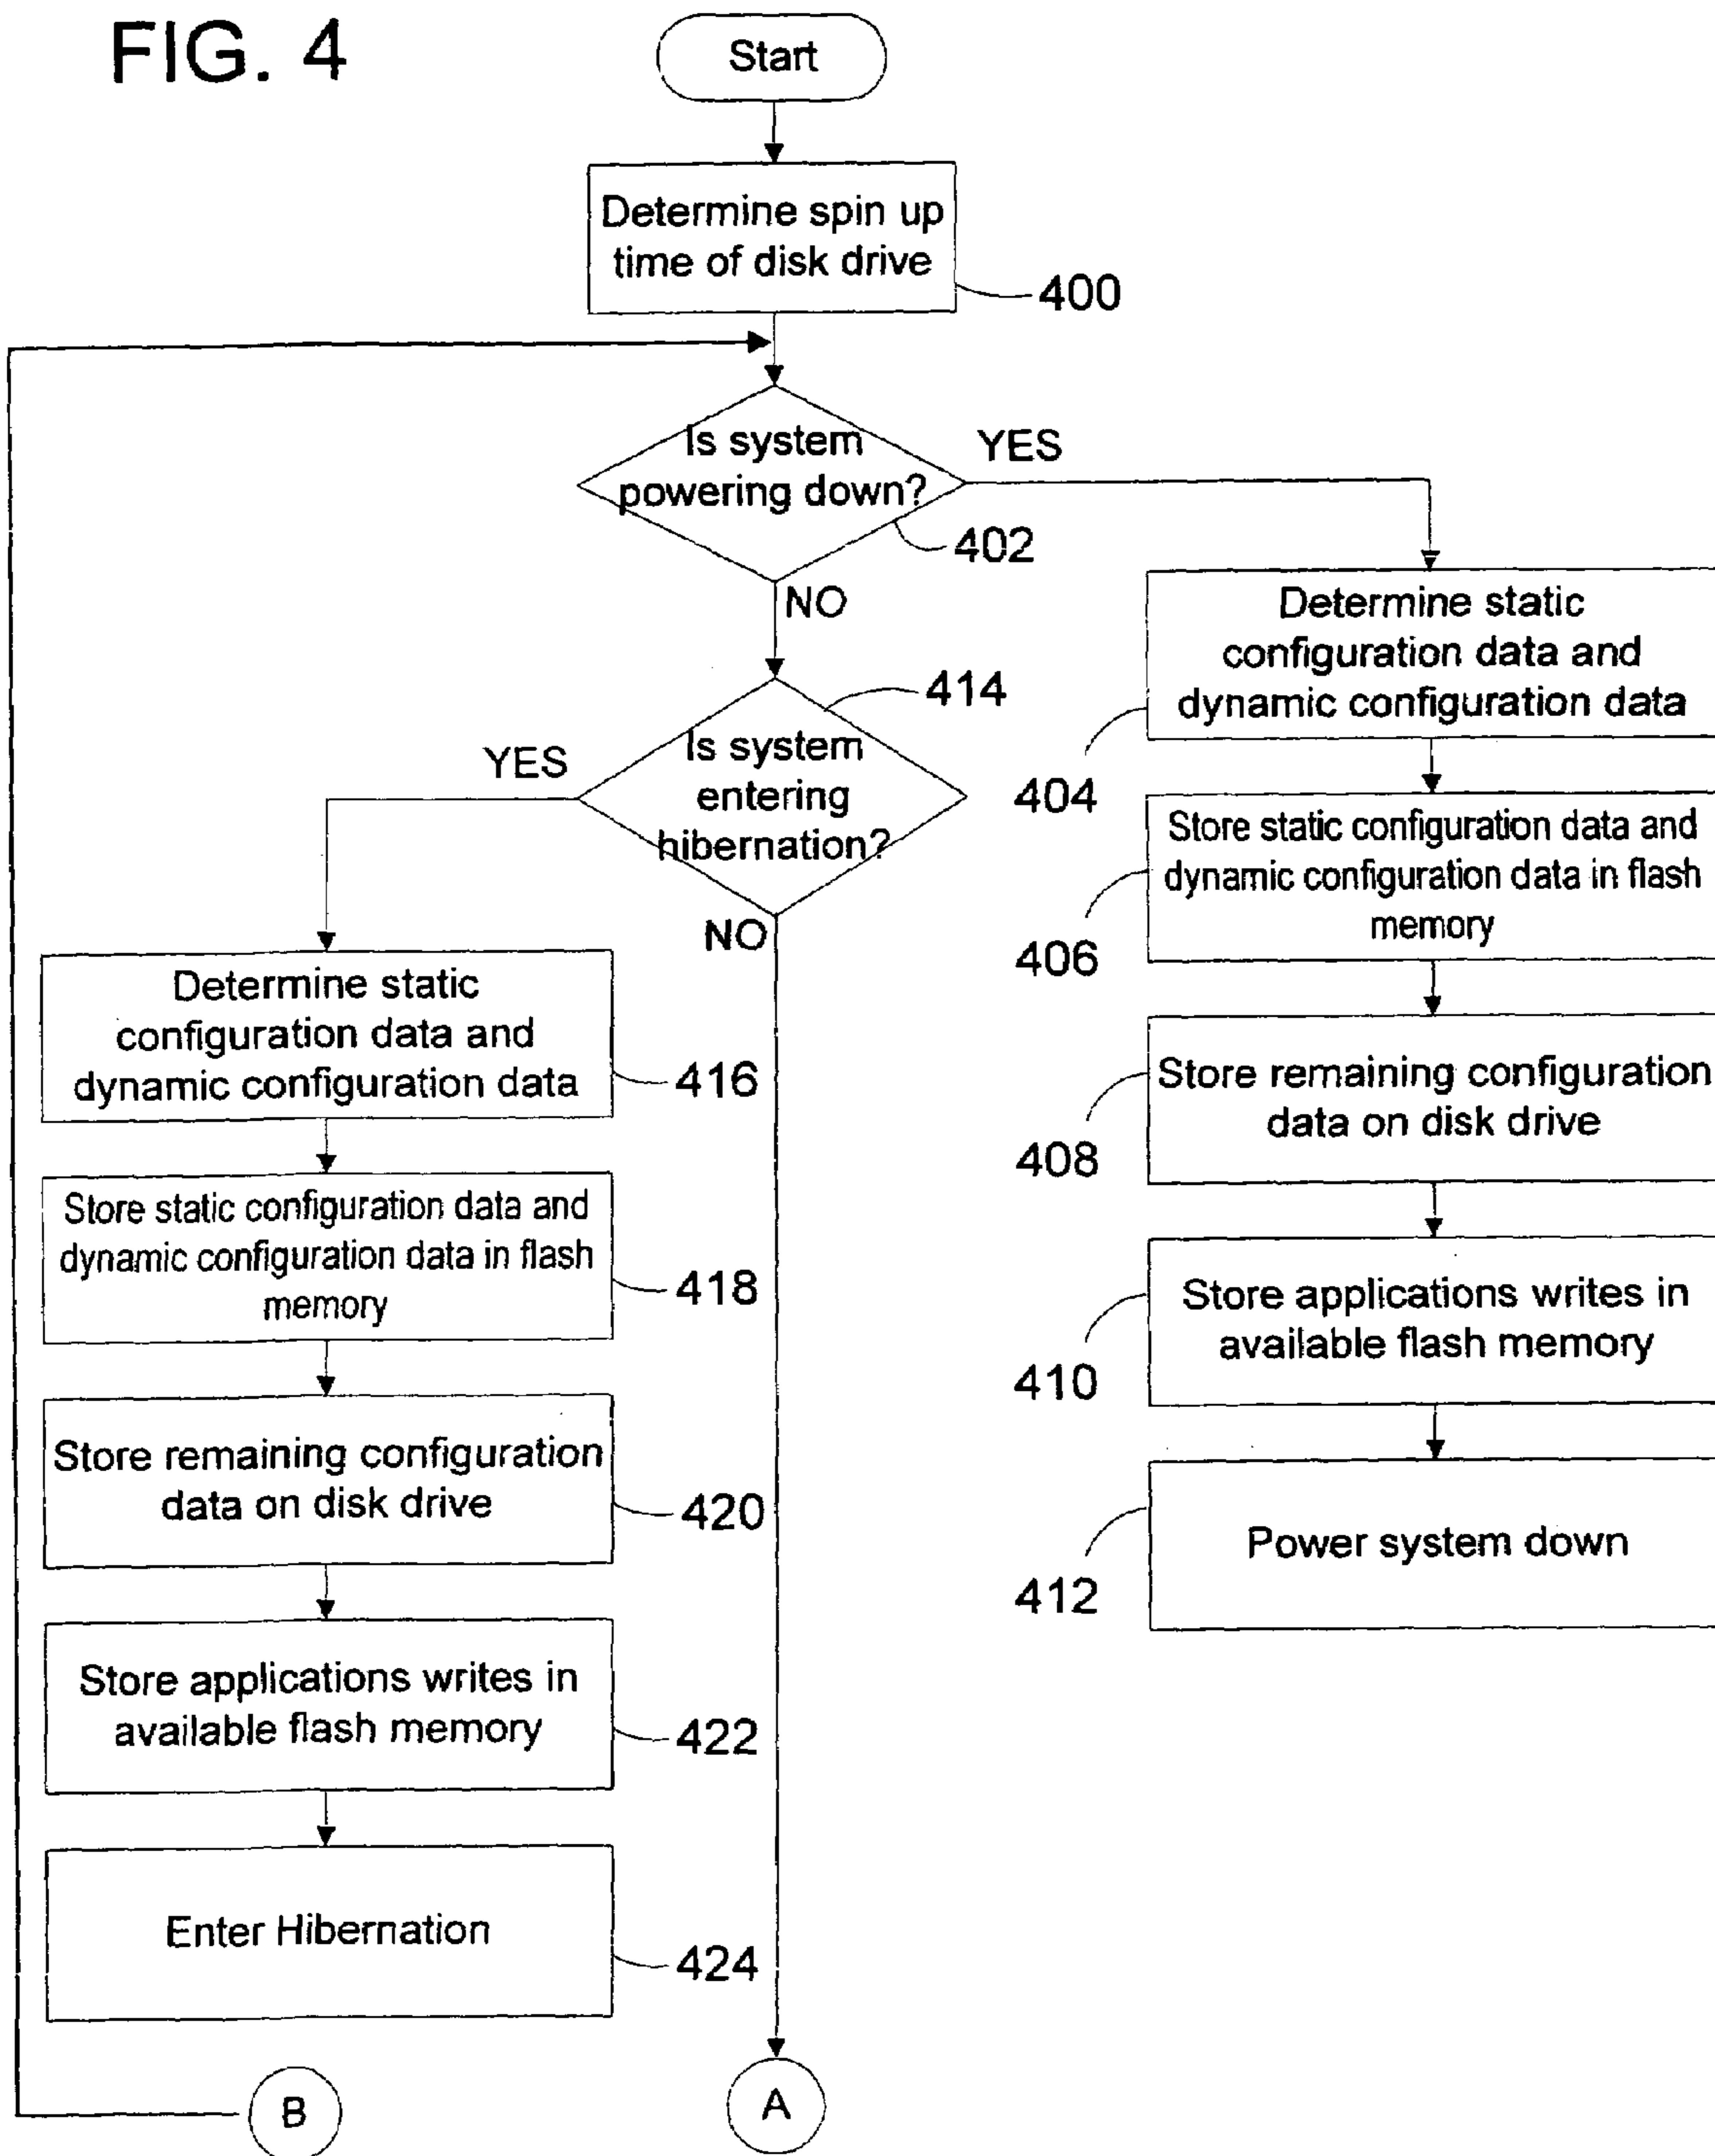 FIG. 4
Start
Determine spin up
time of disk drive
400
Is system
powering down?
YES
402
NO
Determine static
configuration data and
dynamic configuration data
404
414
Is system
entering
hibernation?
YES
NO
Store static configuration data and
dynamic configuration data in flash
memory
406
Determine static
configuration data and
dynamic configuration data
416
Store remaining configuration
data on disk drive
408
Store static configuration data and
dynamic configuration data in flash
memory
418
Store applications writes in
available flash memory
410
Store remaining configuration
data on disk drive
420
Power system down
412
Store applications writes in
available flash memory
422
Enter Hibernation
424
B
A